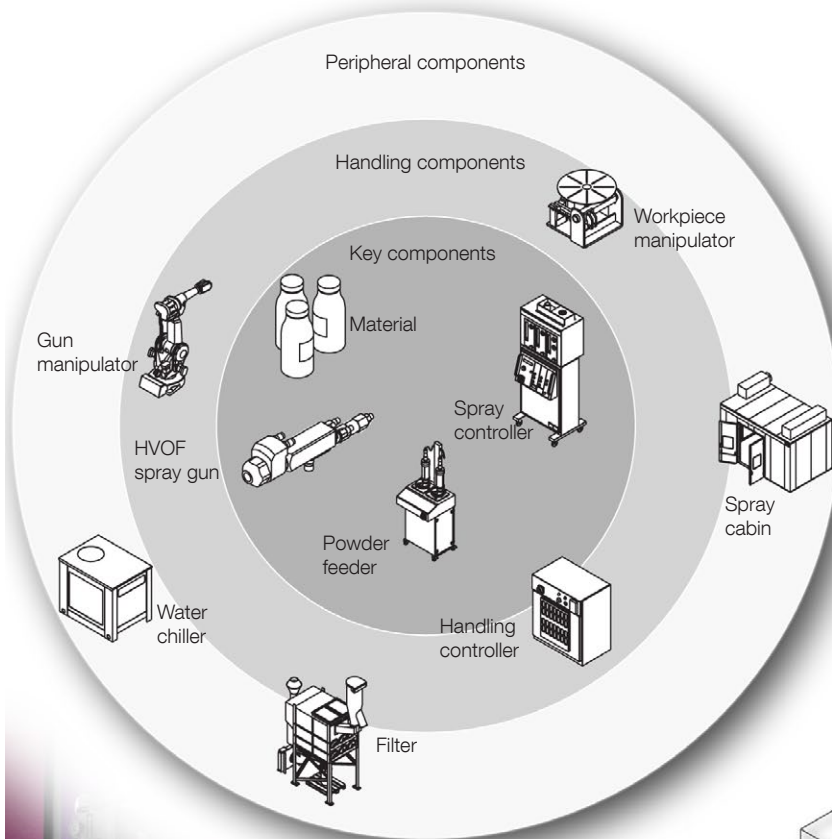 Peripheral components
Handling components
Workpiece
manipulator
Key components
Material
Gun
manipulator
Spray
controller
HVOF
spray gun
Spray
cabin
Powder
feeder
Water
chiller
Handling
controller
Filter